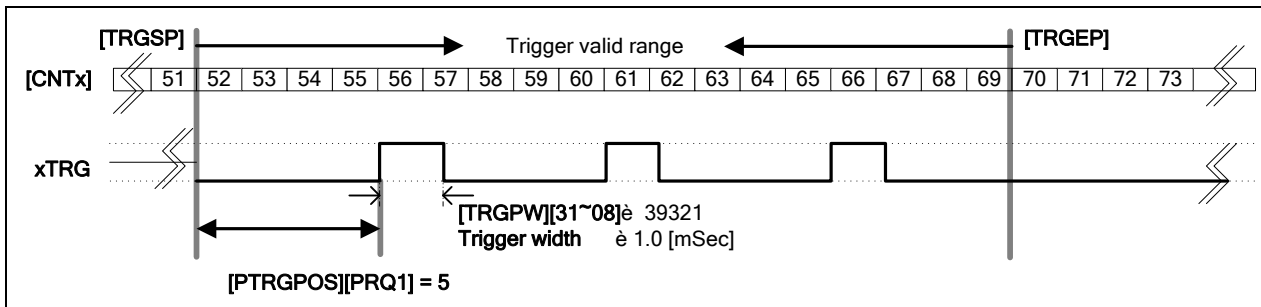 [TRGSP] Trigger valid range [TRGEP]
[CNTx] 51 52 53 54 55 56 57 58 59 60 61 62 63 64 65 66 67 68 69 70 71 72 73
xTRG
[TRGPW][31~08]è 39321
Trigger width è 1.0 [mSec]
[PTRGPOS][PRQ1] = 5